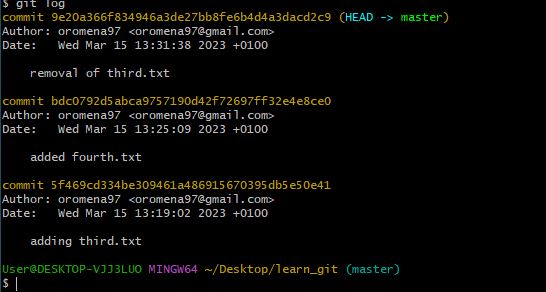 $ git log
commit 9e20a366f834946a3de27bb8fe6b4d4a3dacd2c9 (HEAD -> master)
Author: oromena97 <oromena97@gmail.com>
Date:   Wed Mar 15 13:31:38 2023 +0100
removal of third.txt
commit bdc0792d5abca9757190d42f72697ff32e4e8ce0
Author: oromena97 <oromena97@gmail.com>
Date:   Wed Mar 15 13:25:09 2023 +0100
added fourth.txt
commit 5f469cd334be309461a486915670395db5e50e41
Author: oromena97 <oromena97@gmail.com>
Date:   Wed Mar 15 13:19:02 2023 +0100
adding third.txt
User@DESKTOP-VJJ3LUO MINGW64 ~/Desktop/learn_git (master)
$